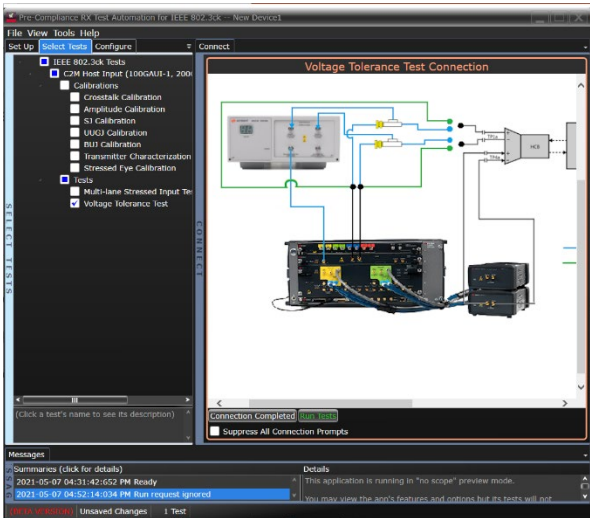 Pre-Compliance RX Test Automation for IEEE 802.3ck -- New Device1
File View Tools Help
Set Up Select Tests Configure
Connect
IEEE 802.3ck Tests
C2M Host Input (100GAUI-1, 200
Calibrations
Crosstalk Calibration
Amplitude Calibration
SJ Calibration
UUGJ Calibration
BUJ Calibration
Transmitter Characterization
Stressed Eye Calibration
Tests
Multi-lane Stressed Input Te
Voltage Tolerance Test
SELECT TESTS
(Click a test's name to see its description)
CONNECT
Voltage Tolerance Test Connection
TP5a
TP4a
HCB
Connection Completed Run Tests
Suppress All Connection Prompts
Messages
Summaries (click for details)
2021-05-07 04:31:42:652 PM Ready
2021-05-07 04:52:14:034 PM Run request ignored
Details
This application is running in "no scope" preview mode.
You may view the app's features and options but its tests will not
(BETA VERSION) Unsaved Changes 1 Test